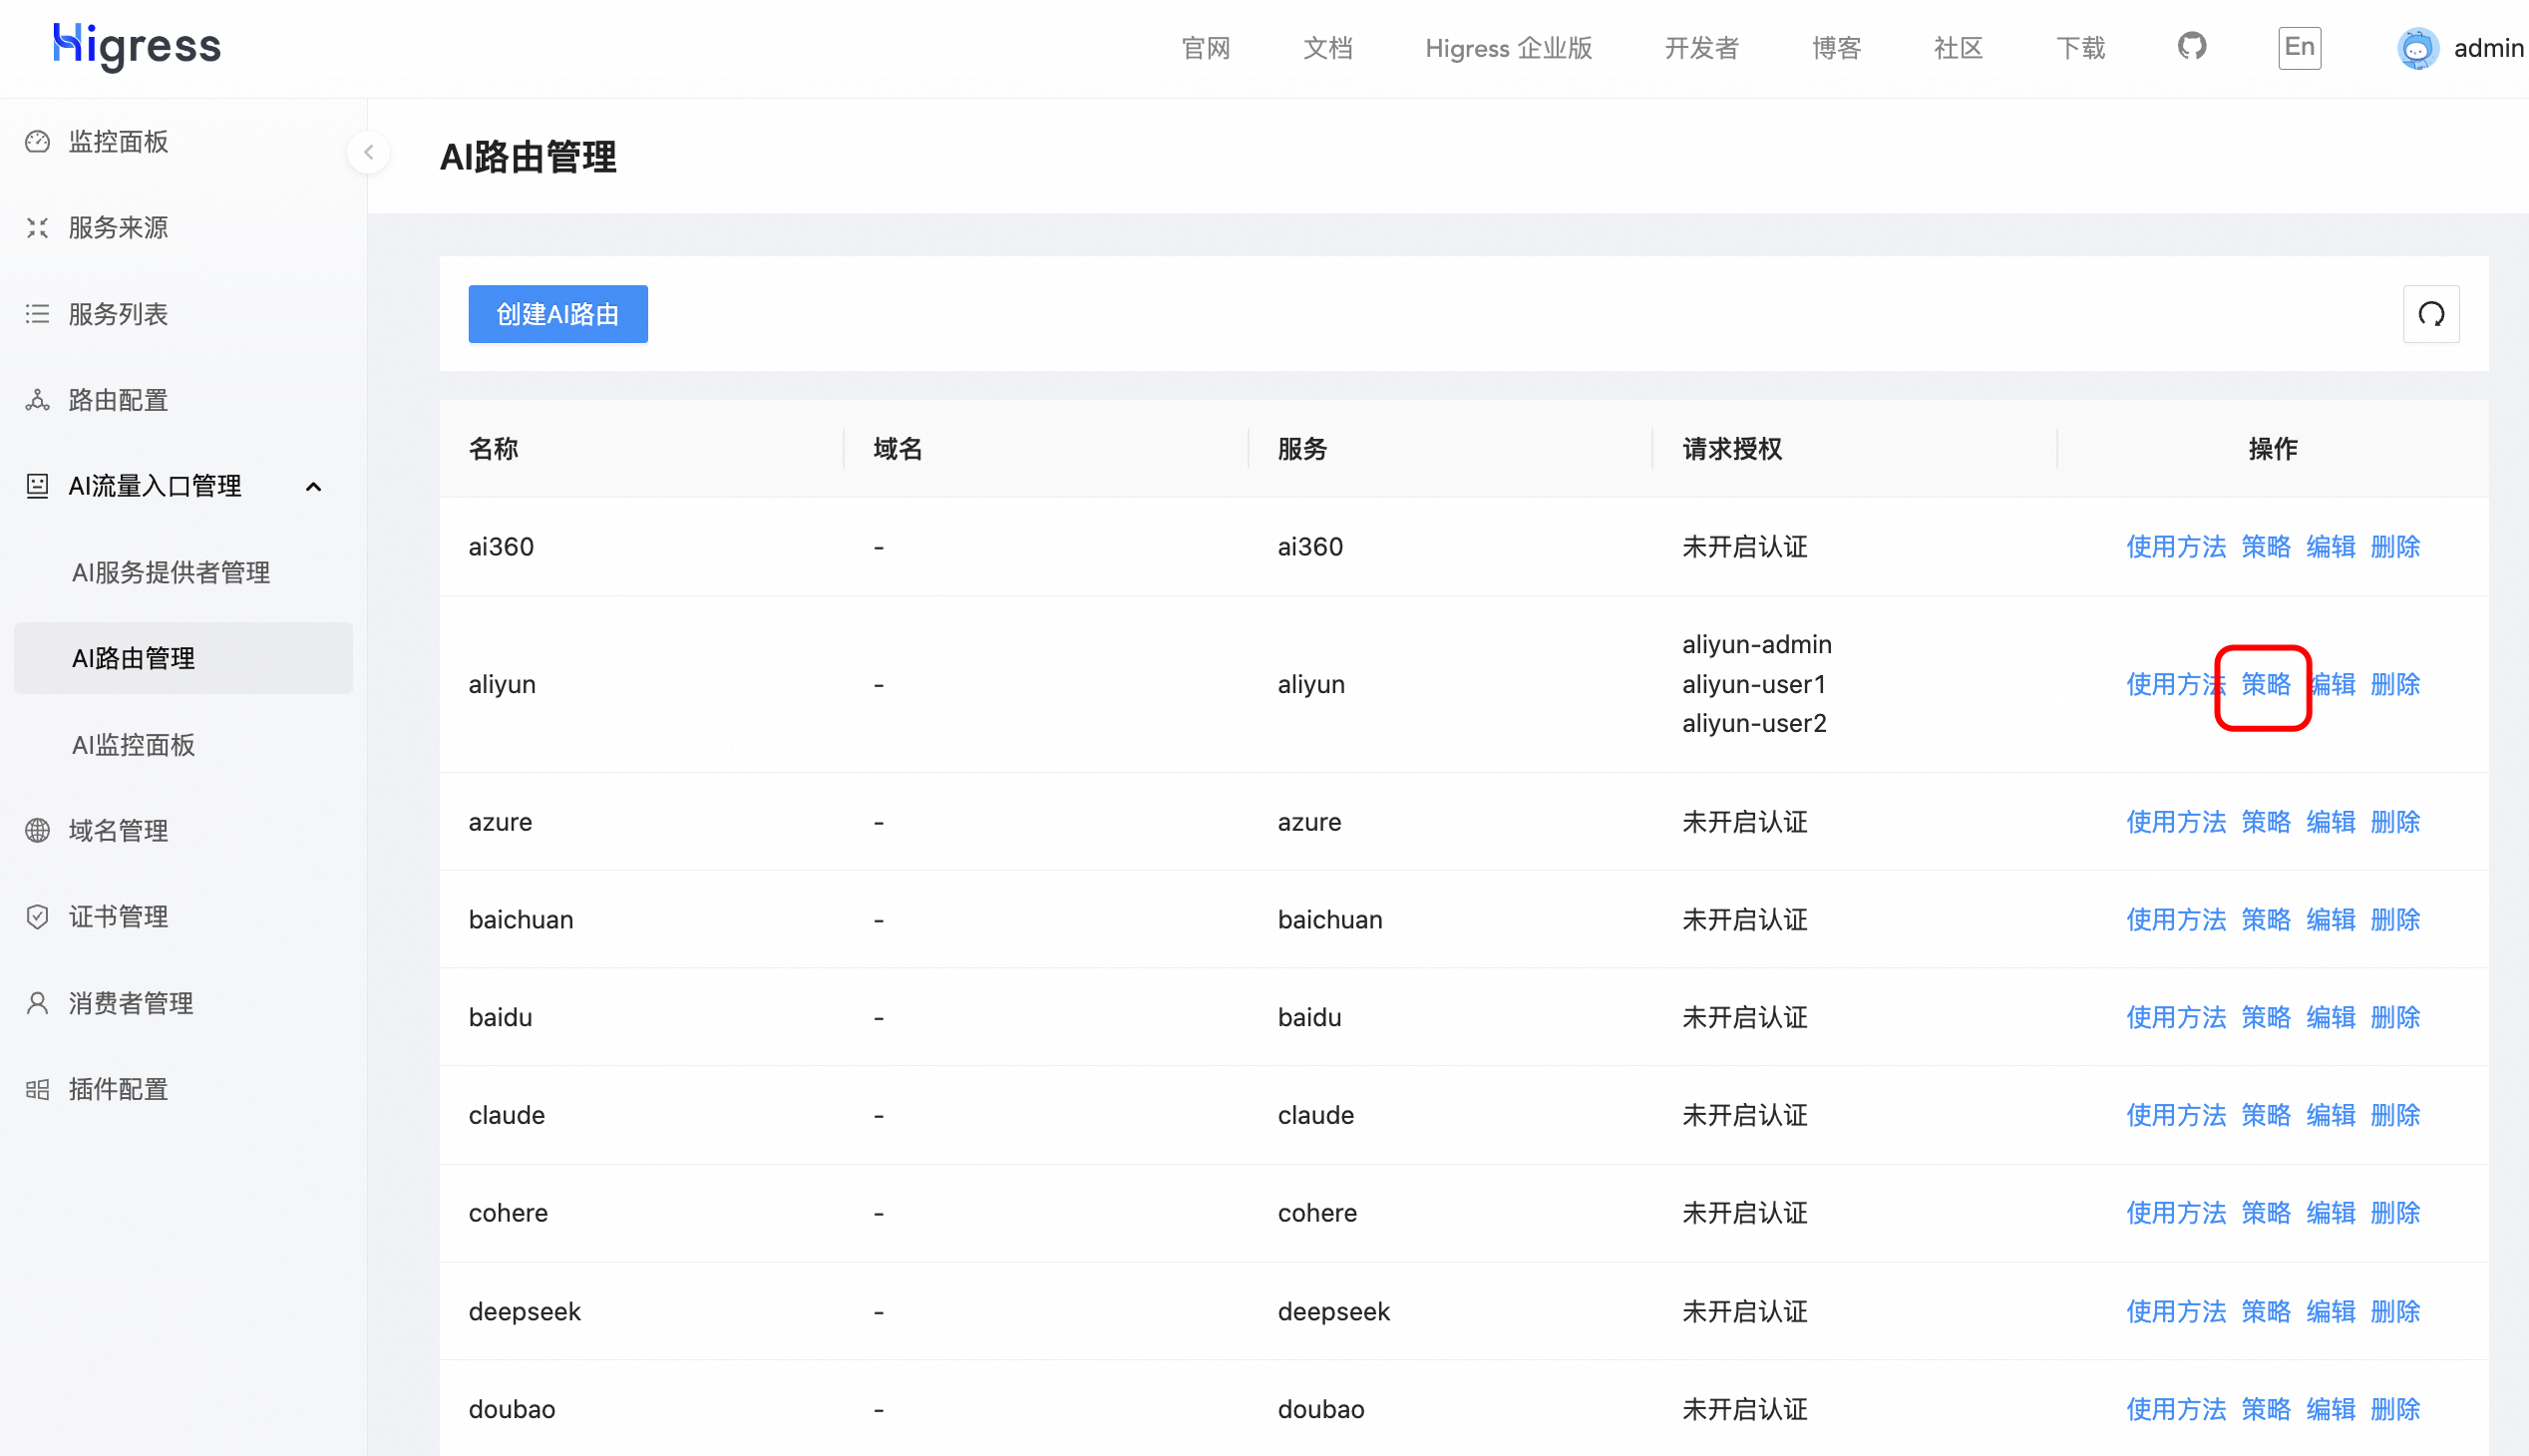 Higress
官网 文档 Higress 企业版 开发者 博客 社区 下载 En admin
监控面板
服务来源
服务列表
路由配置
AI流量入口管理
AI服务提供者管理
AI路由管理
AI监控面板
域名管理
证书管理
消费者管理
插件配置
AI路由管理
创建AI路由
名称 域名 服务 请求授权 操作
ai360 - ai360 未开启认证 使用方法 策略 编辑 删除
aliyun - aliyun aliyun-admin
aliyun-user1
aliyun-user2 使用方法 策略 编辑 删除
azure - azure 未开启认证 使用方法 策略 编辑 删除
baichuan - baichuan 未开启认证 使用方法 策略 编辑 删除
baidu - baidu 未开启认证 使用方法 策略 编辑 删除
claude - claude 未开启认证 使用方法 策略 编辑 删除
cohere - cohere 未开启认证 使用方法 策略 编辑 删除
deepseek - deepseek 未开启认证 使用方法 策略 编辑 删除
doubao - doubao 未开启认证 使用方法 策略 编辑 删除